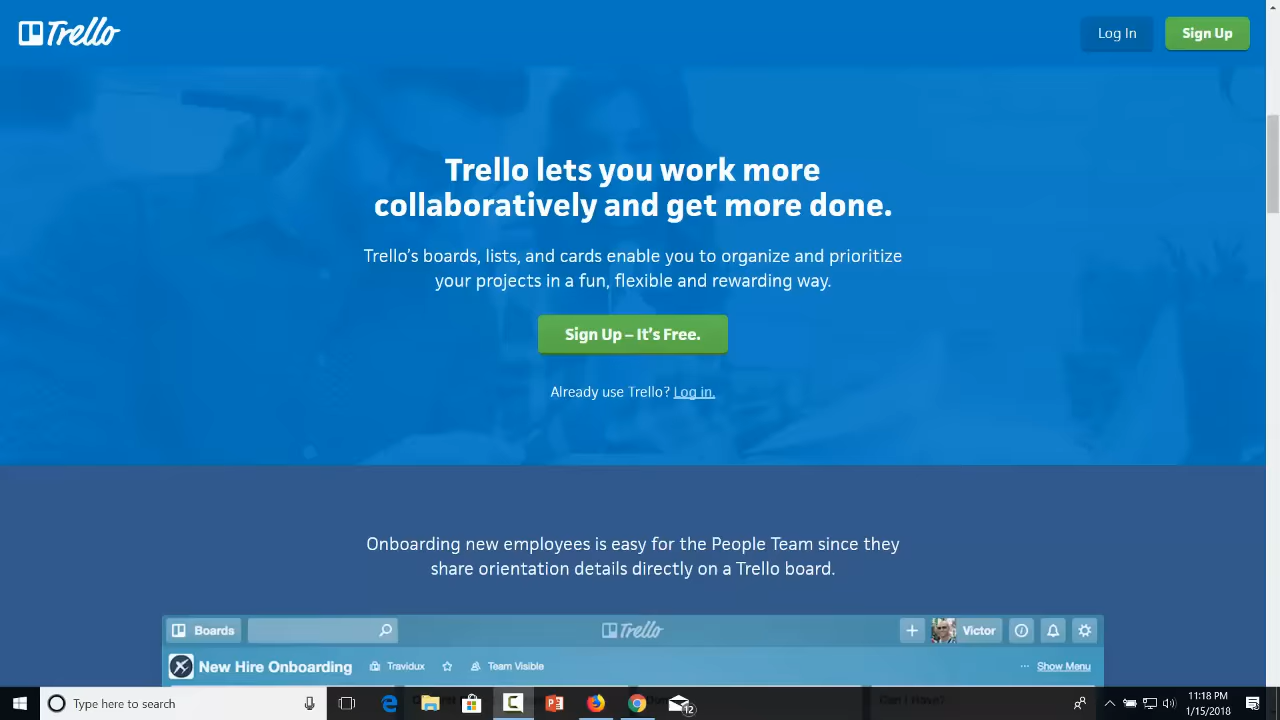 Trello
Log In
Sign Up
Trello lets you work more
collaboratively and get more done.
Trello's boards, lists, and cards enable you to organize and prioritize
your projects in a fun, flexible and rewarding way.
Sign Up – It's Free.
Already use Trello? Log in.
Onboarding new employees is easy for the People Team since they
share orientation details directly on a Trello board.
Boards
Trello
Victor
New Hire Onboarding
Travidux
Team Visible
··· Show Menu
Can I Have?
Type here to search
12
11:18 PM
1/15/2018